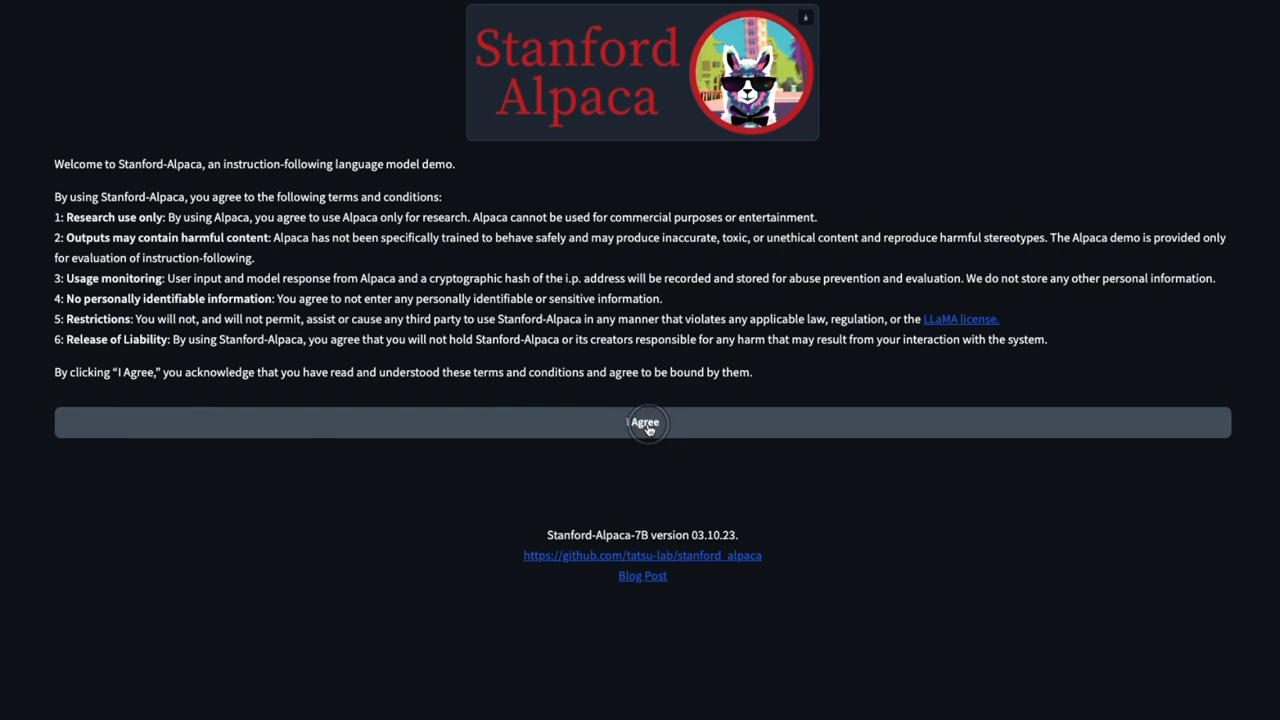 Stanford
Alpaca
Welcome to Stanford-Alpaca, an instruction-following language model demo.
By using Stanford-Alpaca, you agree to the following terms and conditions:
1: Research use only: By using Alpaca, you agree to use Alpaca only for research. Alpaca cannot be used for commercial purposes or entertainment.
2: Outputs may contain harmful content: Alpaca has not been specifically trained to behave safely and may produce inaccurate, toxic, or unethical content and reproduce harmful stereotypes. The Alpaca demo is provided only
for evaluation of instruction-following.
3: Usage monitoring: User input and model response from Alpaca and a cryptographic hash of the i.p. address will be recorded and stored for abuse prevention and evaluation. We do not store any other personal information.
4: No personally identifiable information: You agree to not enter any personally identifiable or sensitive information.
5: Restrictions: You will not, and will not permit, assist or cause any third party to use Stanford-Alpaca in any manner that violates any applicable law, regulation, or the LLaMA license.
6: Release of Liability: By using Stanford-Alpaca, you agree that you will not hold Stanford-Alpaca or its creators responsible for any harm that may result from your interaction with the system.
By clicking “I Agree,” you acknowledge that you have read and understood these terms and conditions and agree to be bound by them.
I Agree
Stanford-Alpaca-7B version 03.10.23.
https://github.com/tatsu-lab/stanford_alpaca
Blog Post